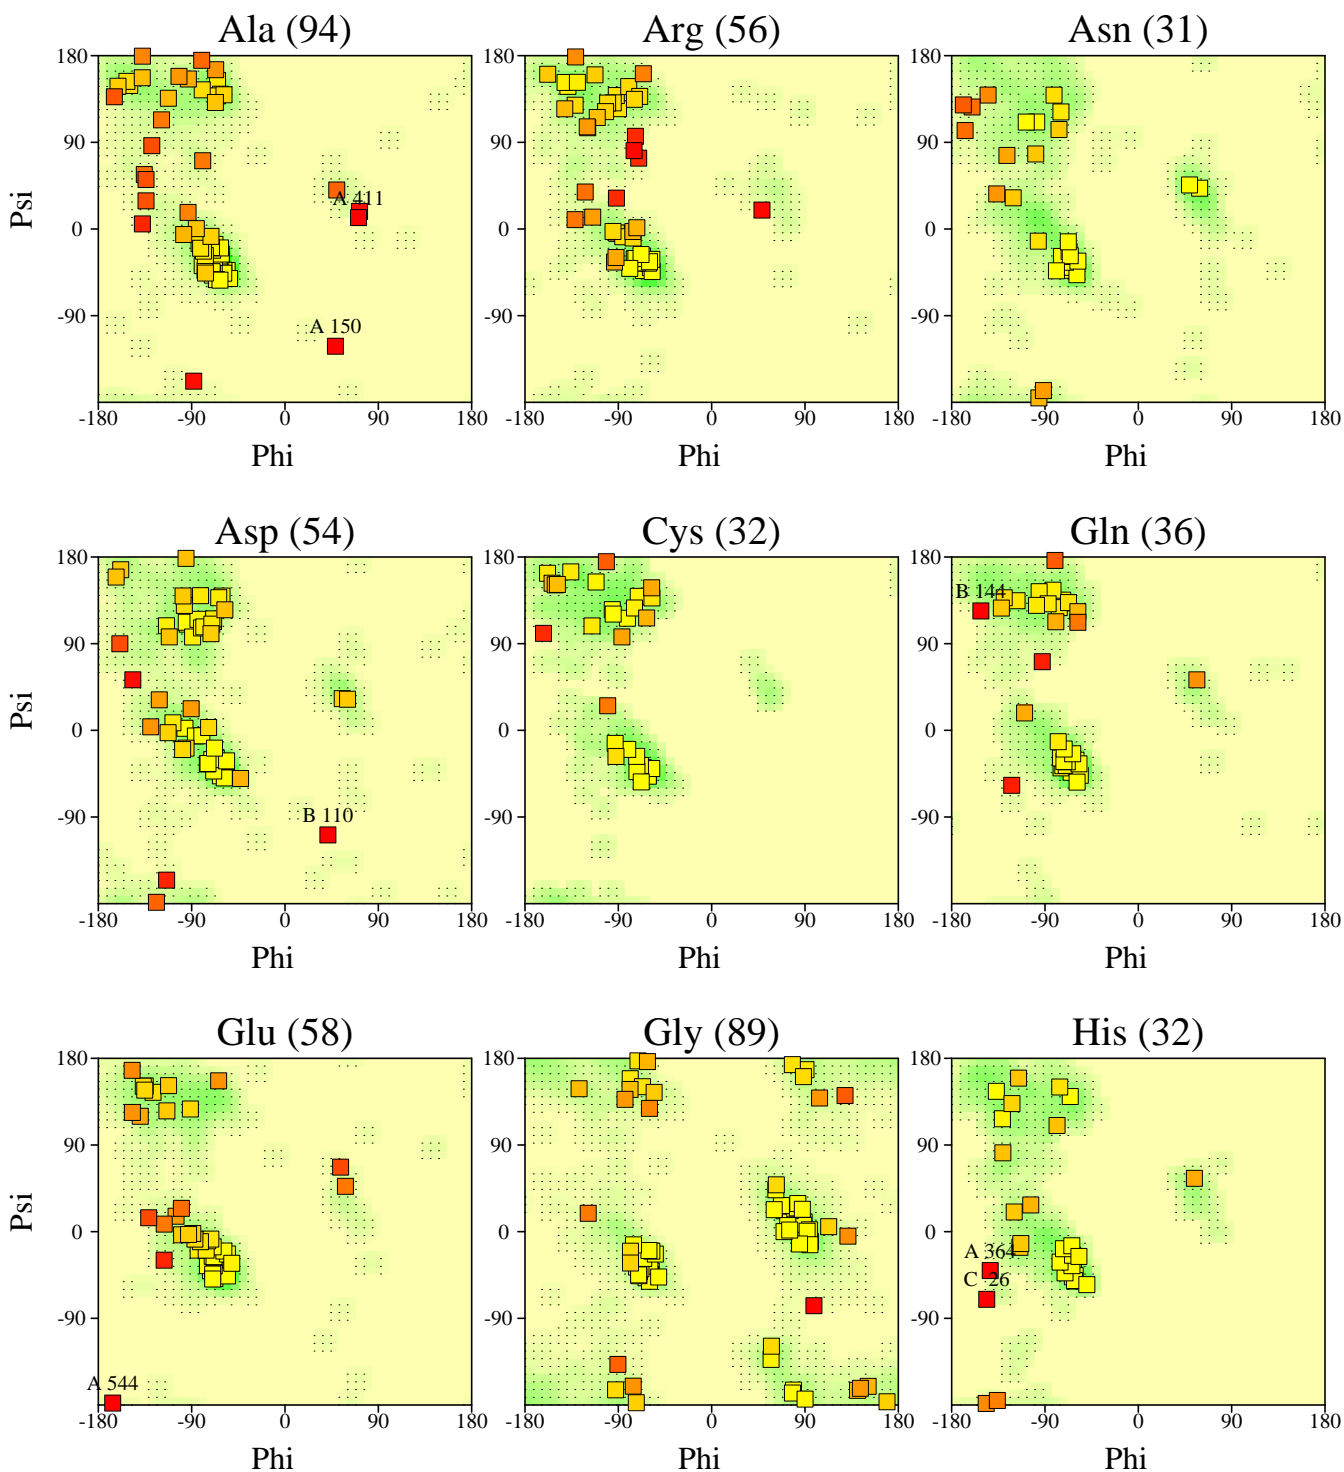 Ala (94) Arg (56) Asn (31)
180 180 180
90 90 90
Psi 0 0 0
-90 -90 -90
A 411
A 150
-180 -90 0 90 180 -180 -90 0 90 180 -180 -90 0 90 180
Phi Phi Phi
Asp (54) Cys (32) Gln (36)
180 180 180
B 144
90 90 90
Psi 0 0 0
-90 -90 -90
B 110
-180 -90 0 90 180 -180 -90 0 90 180 -180 -90 0 90 180
Phi Phi Phi
Glu (58) Gly (89) His (32)
180 180 180
90 90 90
Psi 0 0 0
A 364
C 26
-90 -90 -90
A 544
-180 -90 0 90 180 -180 -90 0 90 180 -180 -90 0 90 180
Phi Phi Phi